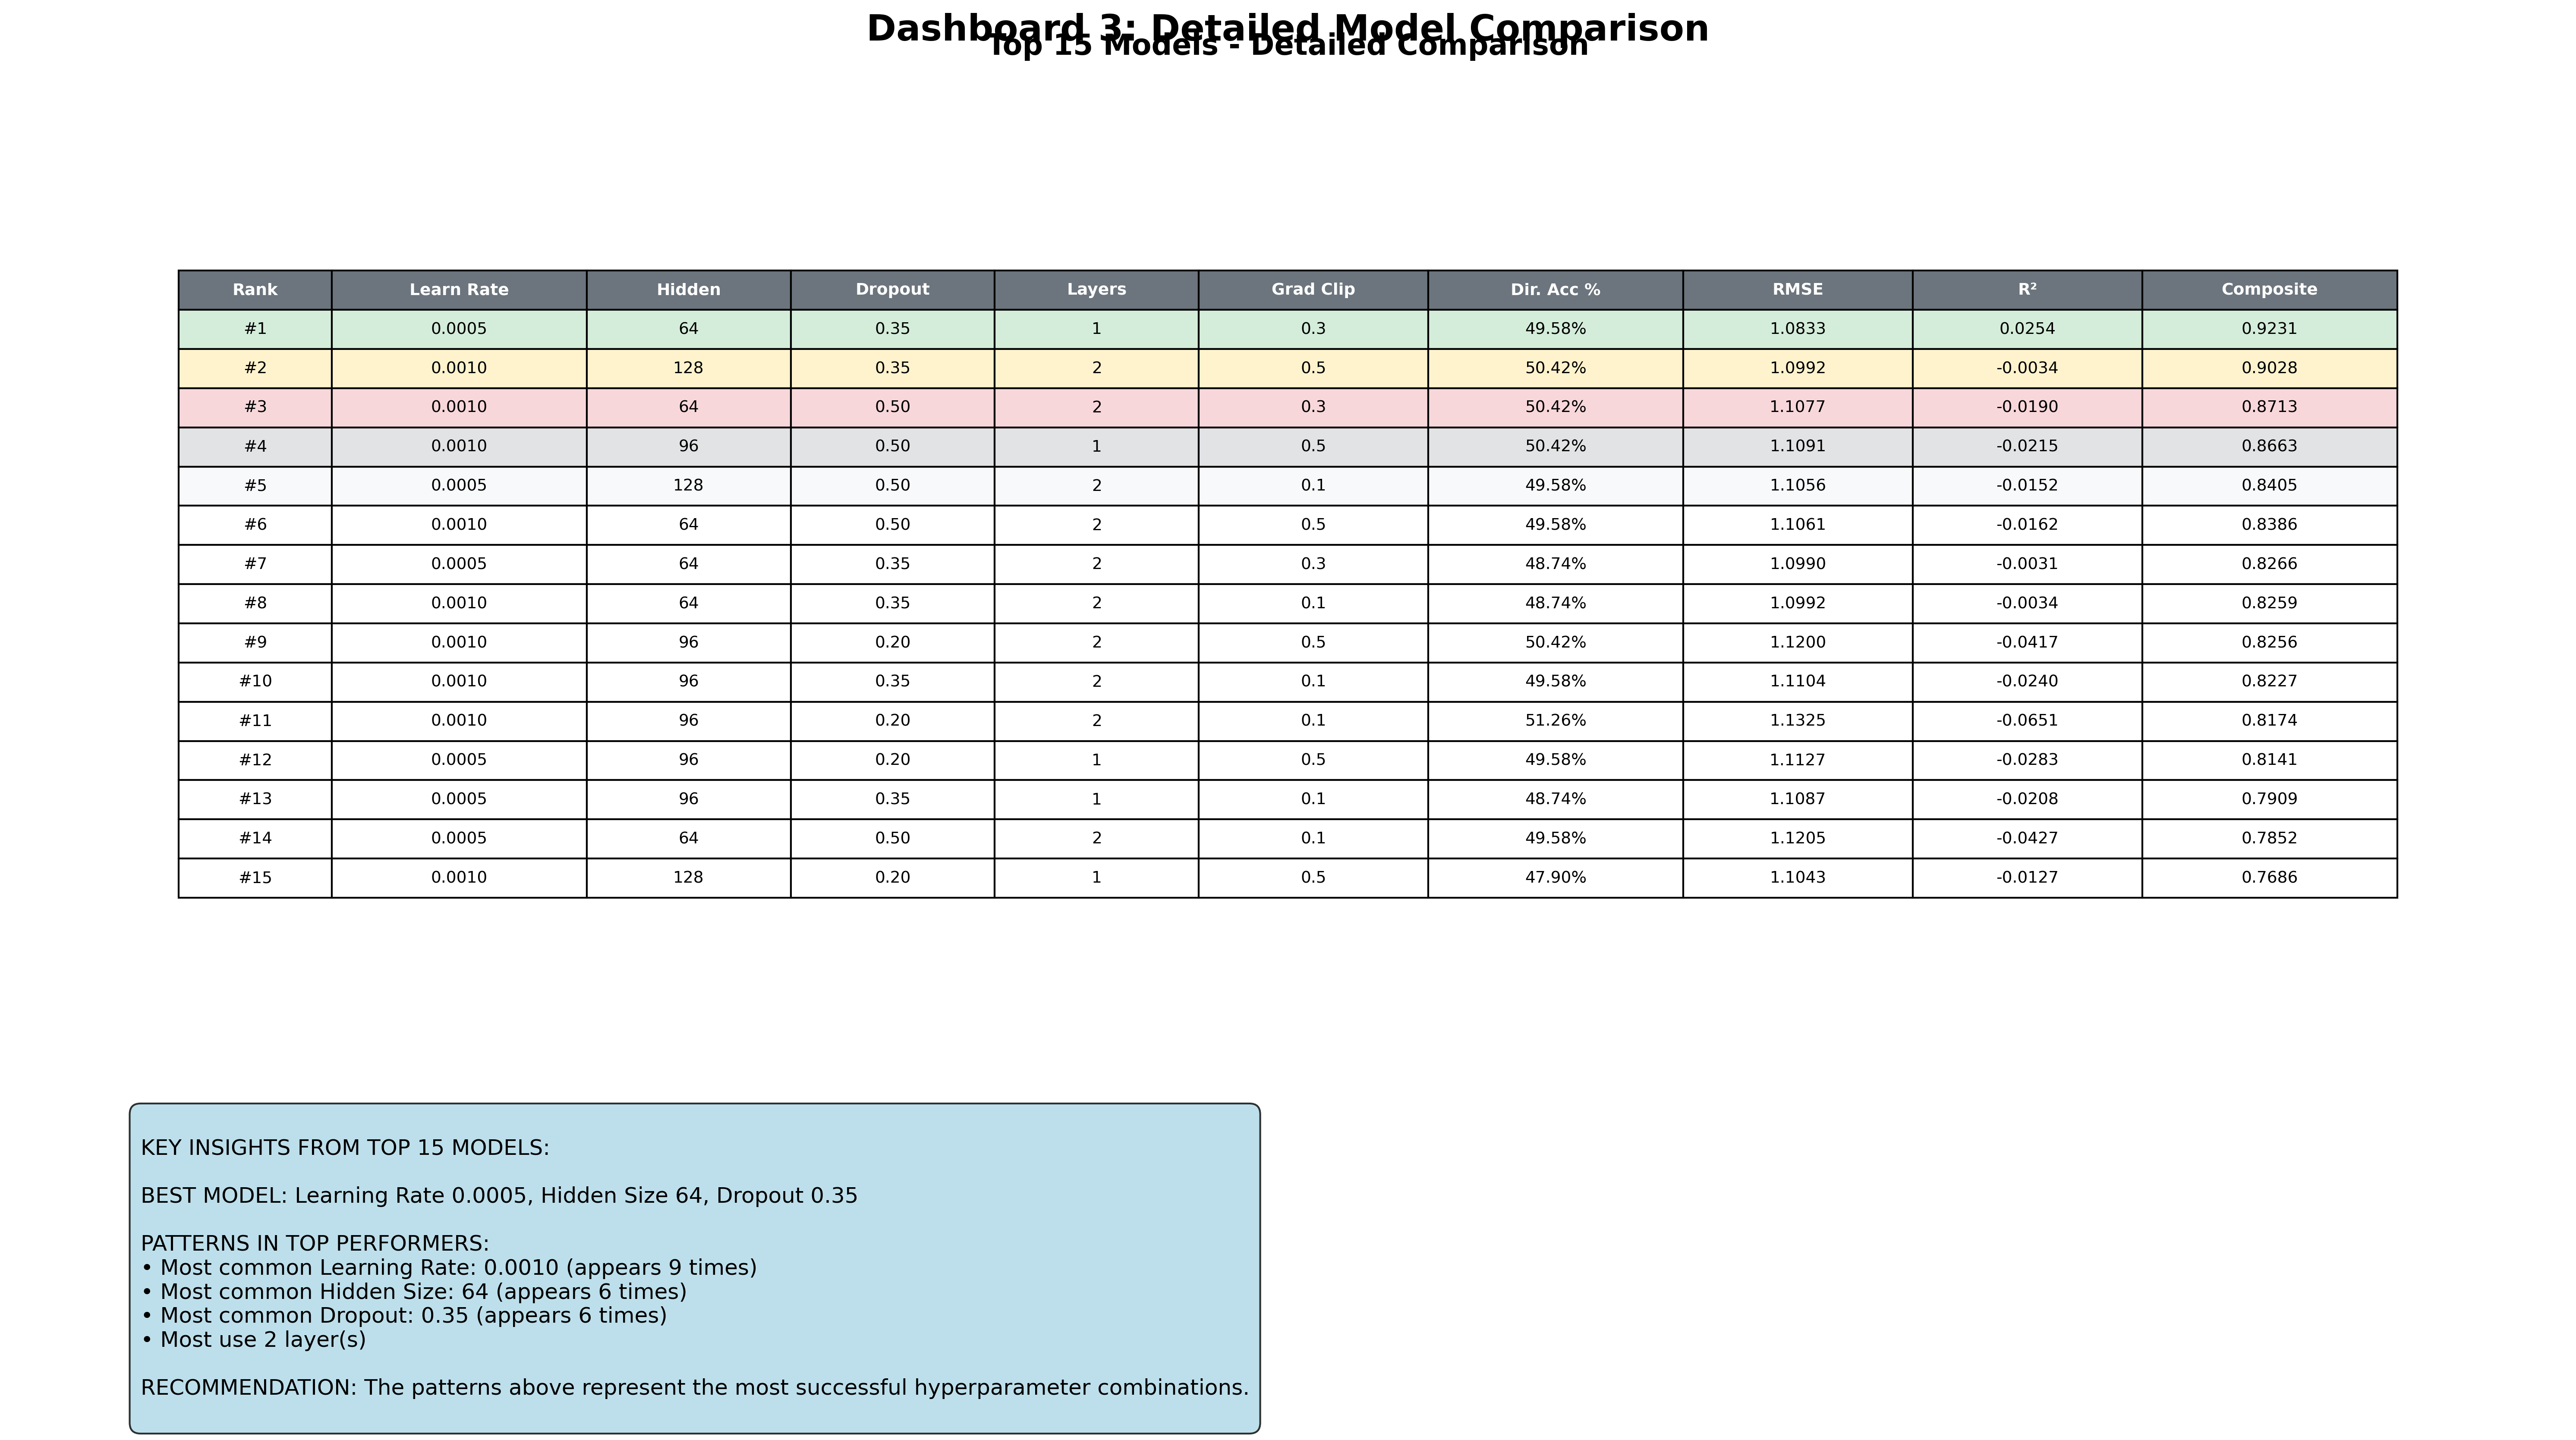 Dashboard 3: Detailed Model Comparison
Top 15 Models - Detailed Comparison
Rank Learn Rate Hidden Dropout Layers Grad Clip Dir. Acc % RMSE R² Composite
#1 0.0005 64 0.35 1 0.3 49.58% 1.0833 0.0254 0.9231
#2 0.0010 128 0.35 2 0.5 50.42% 1.0992 -0.0034 0.9028
#3 0.0010 64 0.50 2 0.3 50.42% 1.1077 -0.0190 0.8713
#4 0.0010 96 0.50 1 0.5 50.42% 1.1091 -0.0215 0.8663
#5 0.0005 128 0.50 2 0.1 49.58% 1.1056 -0.0152 0.8405
#6 0.0010 64 0.50 2 0.5 49.58% 1.1061 -0.0162 0.8386
#7 0.0005 64 0.35 2 0.3 48.74% 1.0990 -0.0031 0.8266
#8 0.0010 64 0.35 2 0.1 48.74% 1.0992 -0.0034 0.8259
#9 0.0010 96 0.20 2 0.5 50.42% 1.1200 -0.0417 0.8256
#10 0.0010 96 0.35 2 0.1 49.58% 1.1104 -0.0240 0.8227
#11 0.0010 96 0.20 2 0.1 51.26% 1.1325 -0.0651 0.8174
#12 0.0005 96 0.20 1 0.5 49.58% 1.1127 -0.0283 0.8141
#13 0.0005 96 0.35 1 0.1 48.74% 1.1087 -0.0208 0.7909
#14 0.0005 64 0.50 2 0.1 49.58% 1.1205 -0.0427 0.7852
#15 0.0010 128 0.20 1 0.5 47.90% 1.1043 -0.0127 0.7686
KEY INSIGHTS FROM TOP 15 MODELS:
BEST MODEL: Learning Rate 0.0005, Hidden Size 64, Dropout 0.35
PATTERNS IN TOP PERFORMERS:
• Most common Learning Rate: 0.0010 (appears 9 times)
• Most common Hidden Size: 64 (appears 6 times)
• Most common Dropout: 0.35 (appears 6 times)
• Most use 2 layer(s)
RECOMMENDATION: The patterns above represent the most successful hyperparameter combinations.